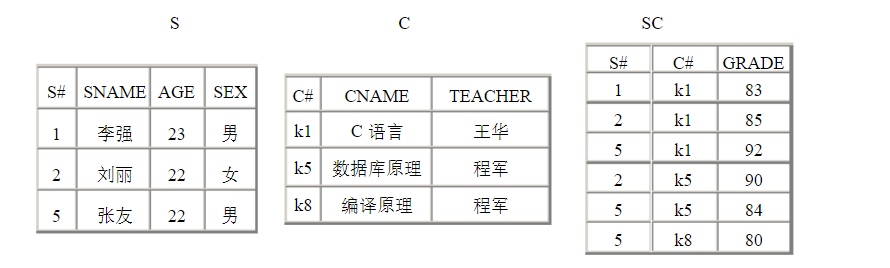 S
S# SNAME AGE SEX
1 李强 23 男
2 刘丽 22 女
5 张友 22 男
C
C# CNAME TEACHER
k1 C 语言 王华
k5 数据库原理 程军
k8 编译原理 程军
SC
S# C# GRADE
1 k1 83
2 k1 85
5 k1 92
2 k5 90
5 k5 84
5 k8 80